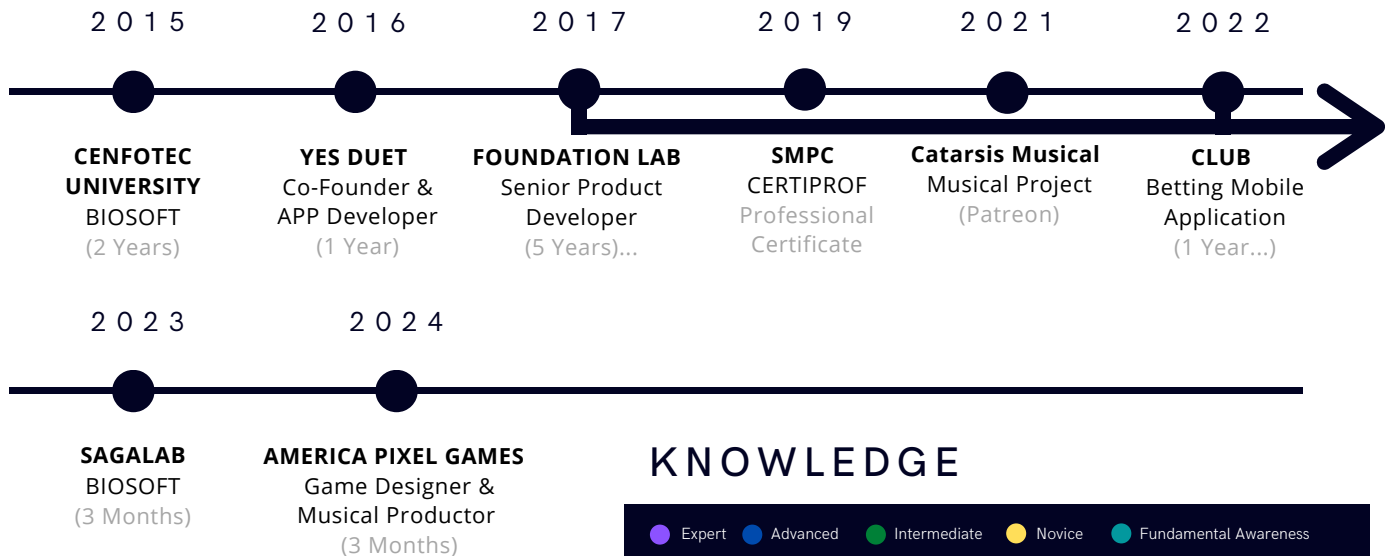 2015
2016
2017
2019
2021
2022
CENFOTEC
UNIVERSITY
BIOSOFT
(2 Years)
YES DUET
Co-Founder &
APP Developer
(1 Year)
FOUNDATION LAB
Senior Product
Developer
(5 Years)...
SMPC
CERTIPROF
Professional
Certificate
Catarsis Musical
Musical Project
(Patreon)
CLUB
Betting Mobile
Application
(1 Year...)
2023
2024
SAGALAB
BIOSOFT
(3 Months)
AMERICA PIXEL GAMES
Game Designer &
Musical Productor
(3 Months)
KNOWLEDGE
Expert
Advanced
Intermediate
Novice
Fundamental Awareness